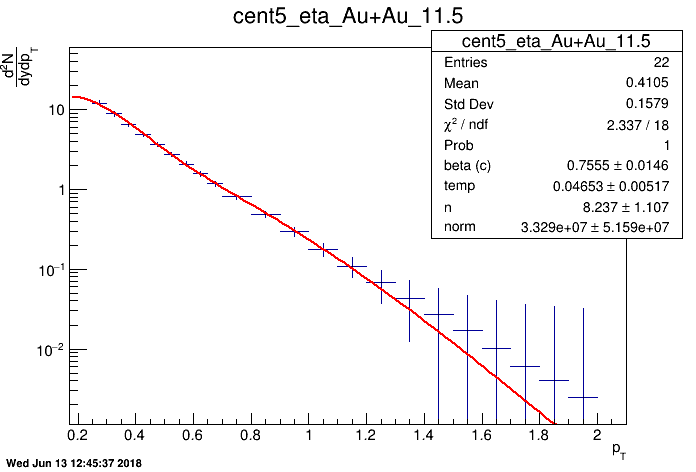 cent5_eta_Au+Au_11.5
d²N
dydp_T
cent5_eta_Au+Au_11.5
Entries 22
Mean 0.4105
Std Dev 0.1579
χ² / ndf 2.337 / 18
Prob 1
beta (c) 0.7555 ± 0.0146
temp 0.04653 ± 0.00517
n 8.237 ± 1.107
norm 3.329e+07 ± 5.159e+07
10
1
10⁻¹
10⁻²
0.2 0.4 0.6 0.8 1 1.2 1.4 1.6 1.8 2
p_T
Wed Jun 13 12:45:37 2018